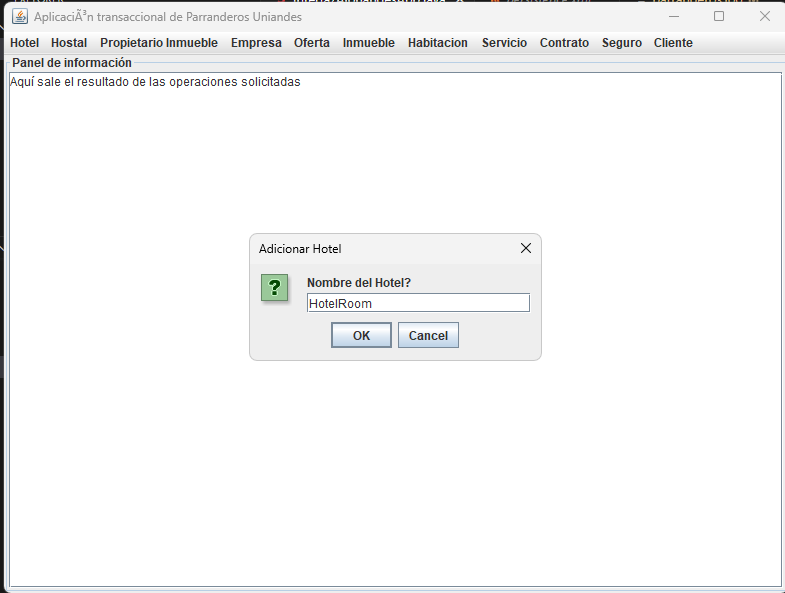 AplicaciÃ³n transaccional de Parranderos Uniandes
Hotel Hostal Propietario Inmueble Empresa Oferta Inmueble Habitacion Servicio Contrato Seguro Cliente
Panel de información
Aquí sale el resultado de las operaciones solicitadas
Adicionar Hotel
?
Nombre del Hotel?
HotelRoom
OK Cancel